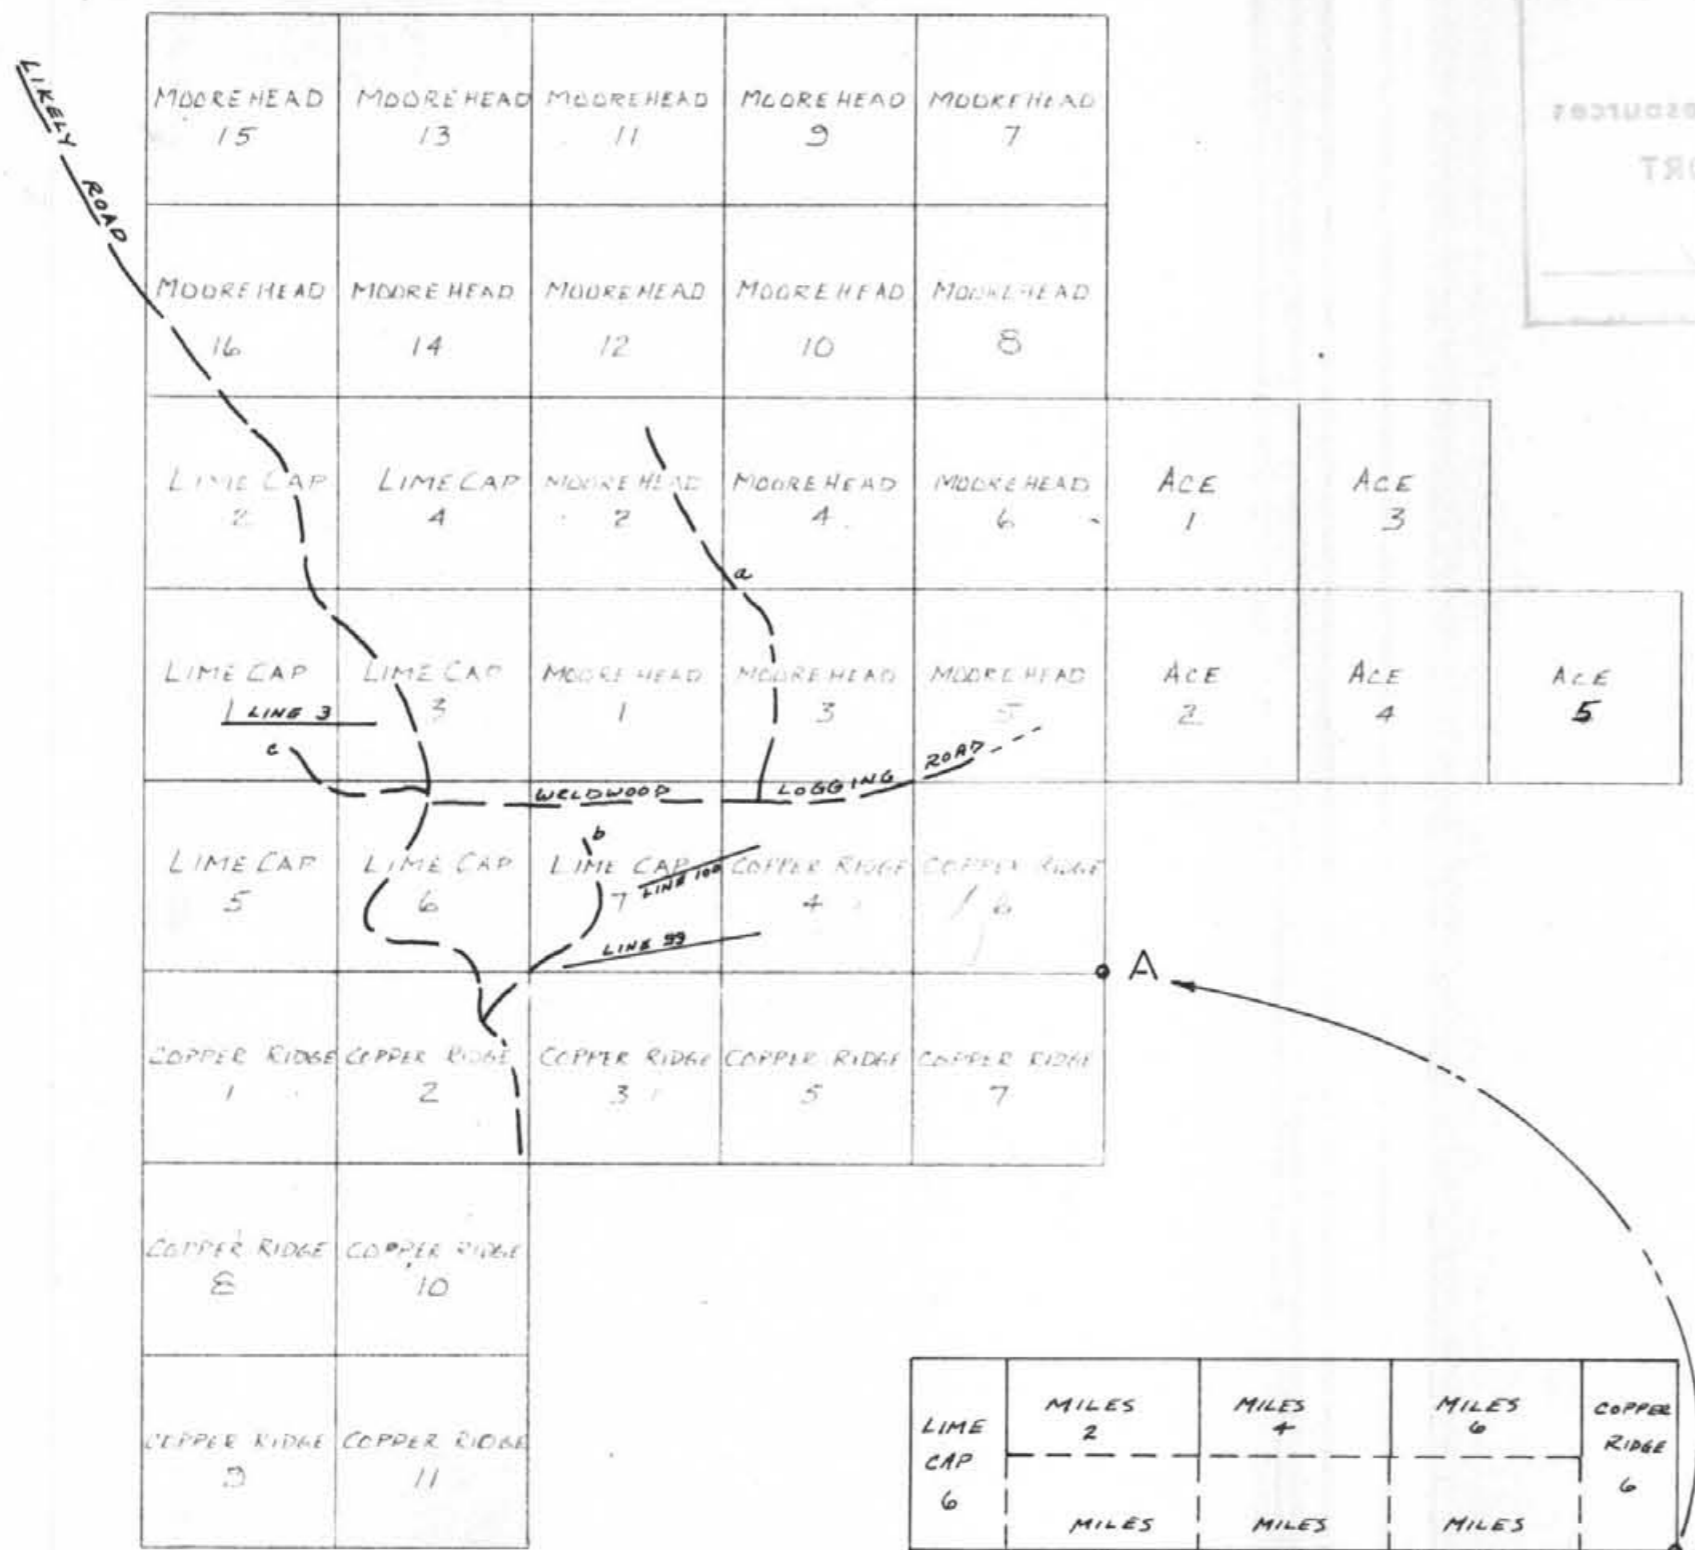 LIKELY ROAD
MOOREHEAD 15
MOOREHEAD 13
MOOREHEAD 11
MOOREHEAD 9
MOOREHEAD 7
MOOREHEAD 16
MOOREHEAD 14
MOOREHEAD 12
MOOREHEAD 10
MOOREHEAD 8
LIME CAP 2
LIME CAP 4
MOOREHEAD 2
MOOREHEAD 4
MOOREHEAD 6
ACE 1
ACE 3
a
LIME CAP 1
LIME CAP 3
MOOREHEAD 1
MOOREHEAD 3
MOOREHEAD 5
ACE 2
ACE 4
ACE 5
LINE 3
c
WELDWOOD LOGGING ROAD
b
LIME CAP 5
LIME CAP 6
LIME CAP 7
COPPER RIDGE 4
COPPER RIDGE 6
LINE 100
LINE 99
A
COPPER RIDGE 1
COPPER RIDGE 2
COPPER RIDGE 3
COPPER RIDGE 5
COPPER RIDGE 7
COPPER RIDGE 8
COPPER RIDGE 10
COPPER RIDGE 9
COPPER RIDGE 11
LIME CAP 6
MILES 2
MILES 4
MILES 6
COPPER RIDGE 6
MILES
MILES
MILES